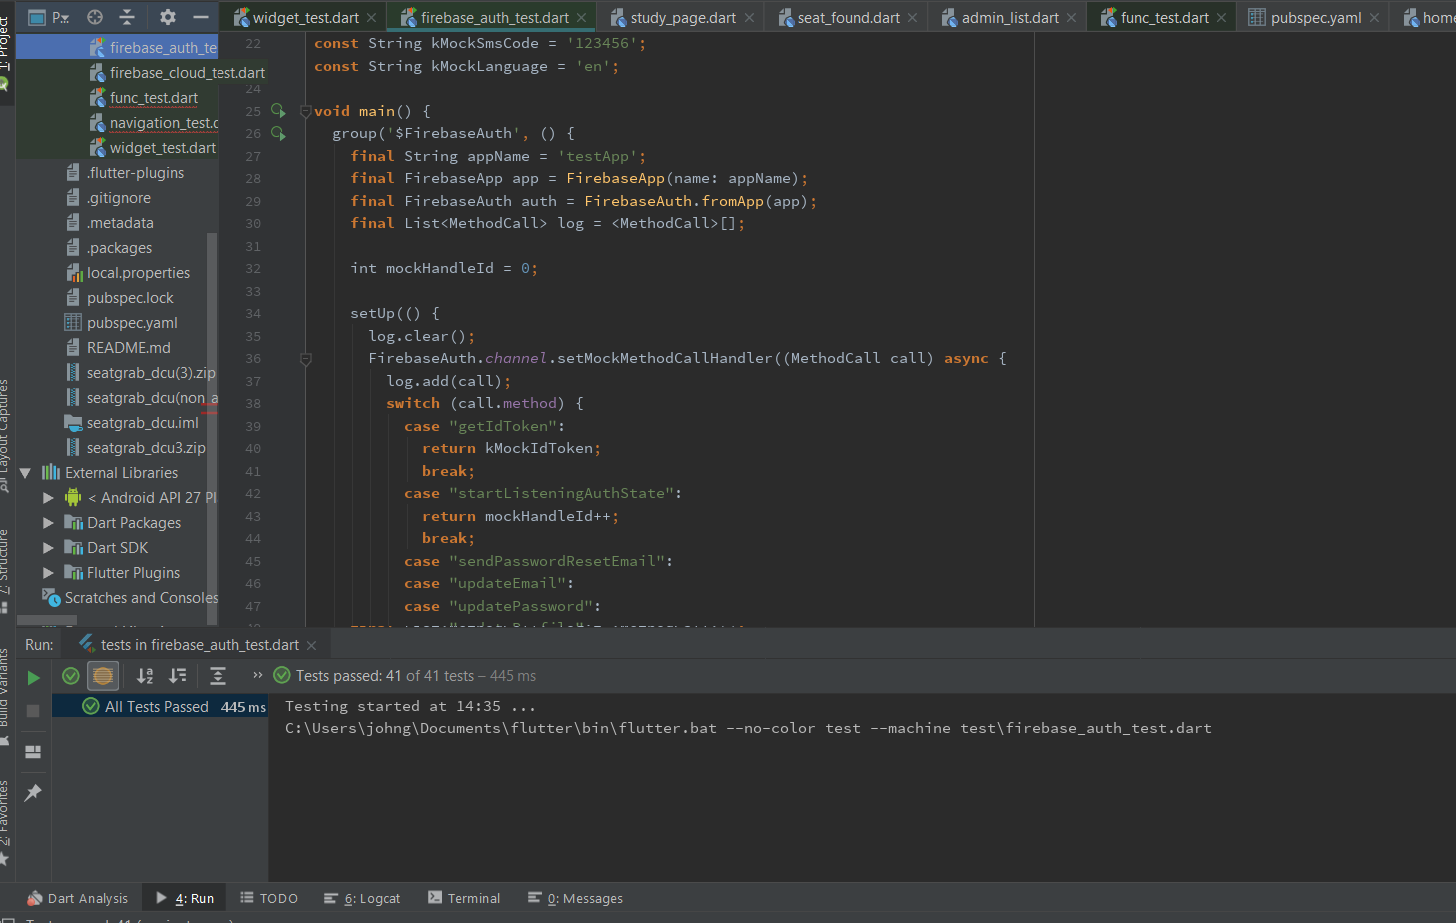 P
widget_test.dart
firebase_auth_test.dart
study_page.dart
seat_found.dart
admin_list.dart
func_test.dart
pubspec.yaml
home
Project
firebase_auth_te
firebase_cloud_test.dart
func_test.dart
navigation_test.d
widget_test.dart
.flutter-plugins
.gitignore
.metadata
.packages
local.properties
pubspec.lock
pubspec.yaml
README.md
seatgrab_dcu(3).zip
seatgrab_dcu(non_a
seatgrab_dcu.iml
seatgrab_dcu3.zip
External Libraries
< Android API 27 Pl
Dart Packages
Dart SDK
Flutter Plugins
Scratches and Consoles
Layout Captures
7: Structure
Build Variants
2: Favorites
22 const String kMockSmsCode = '123456';
const String kMockLanguage = 'en';
24
25 void main() {
26 group('$FirebaseAuth', () {
27 final String appName = 'testApp';
28 final FirebaseApp app = FirebaseApp(name: appName);
29 final FirebaseAuth auth = FirebaseAuth.fromApp(app);
30 final List<MethodCall> log = <MethodCall>[];
31
32 int mockHandleId = 0;
33
34 setUp(() {
35 log.clear();
36 FirebaseAuth.channel.setMockMethodCallHandler((MethodCall call) async {
37 log.add(call);
38 switch (call.method) {
39 case "getIdToken":
40 return kMockIdToken;
41 break;
42 case "startListeningAuthState":
43 return mockHandleId++;
44 break;
45 case "sendPasswordResetEmail":
46 case "updateEmail":
47 case "updatePassword":
Run:
tests in firebase_auth_test.dart
Tests passed: 41 of 41 tests – 445 ms
All Tests Passed 445 ms
Testing started at 14:35 ...
C:\Users\johng\Documents\flutter\bin\flutter.bat --no-color test --machine test\firebase_auth_test.dart
Dart Analysis
4: Run
TODO
6: Logcat
Terminal
0: Messages